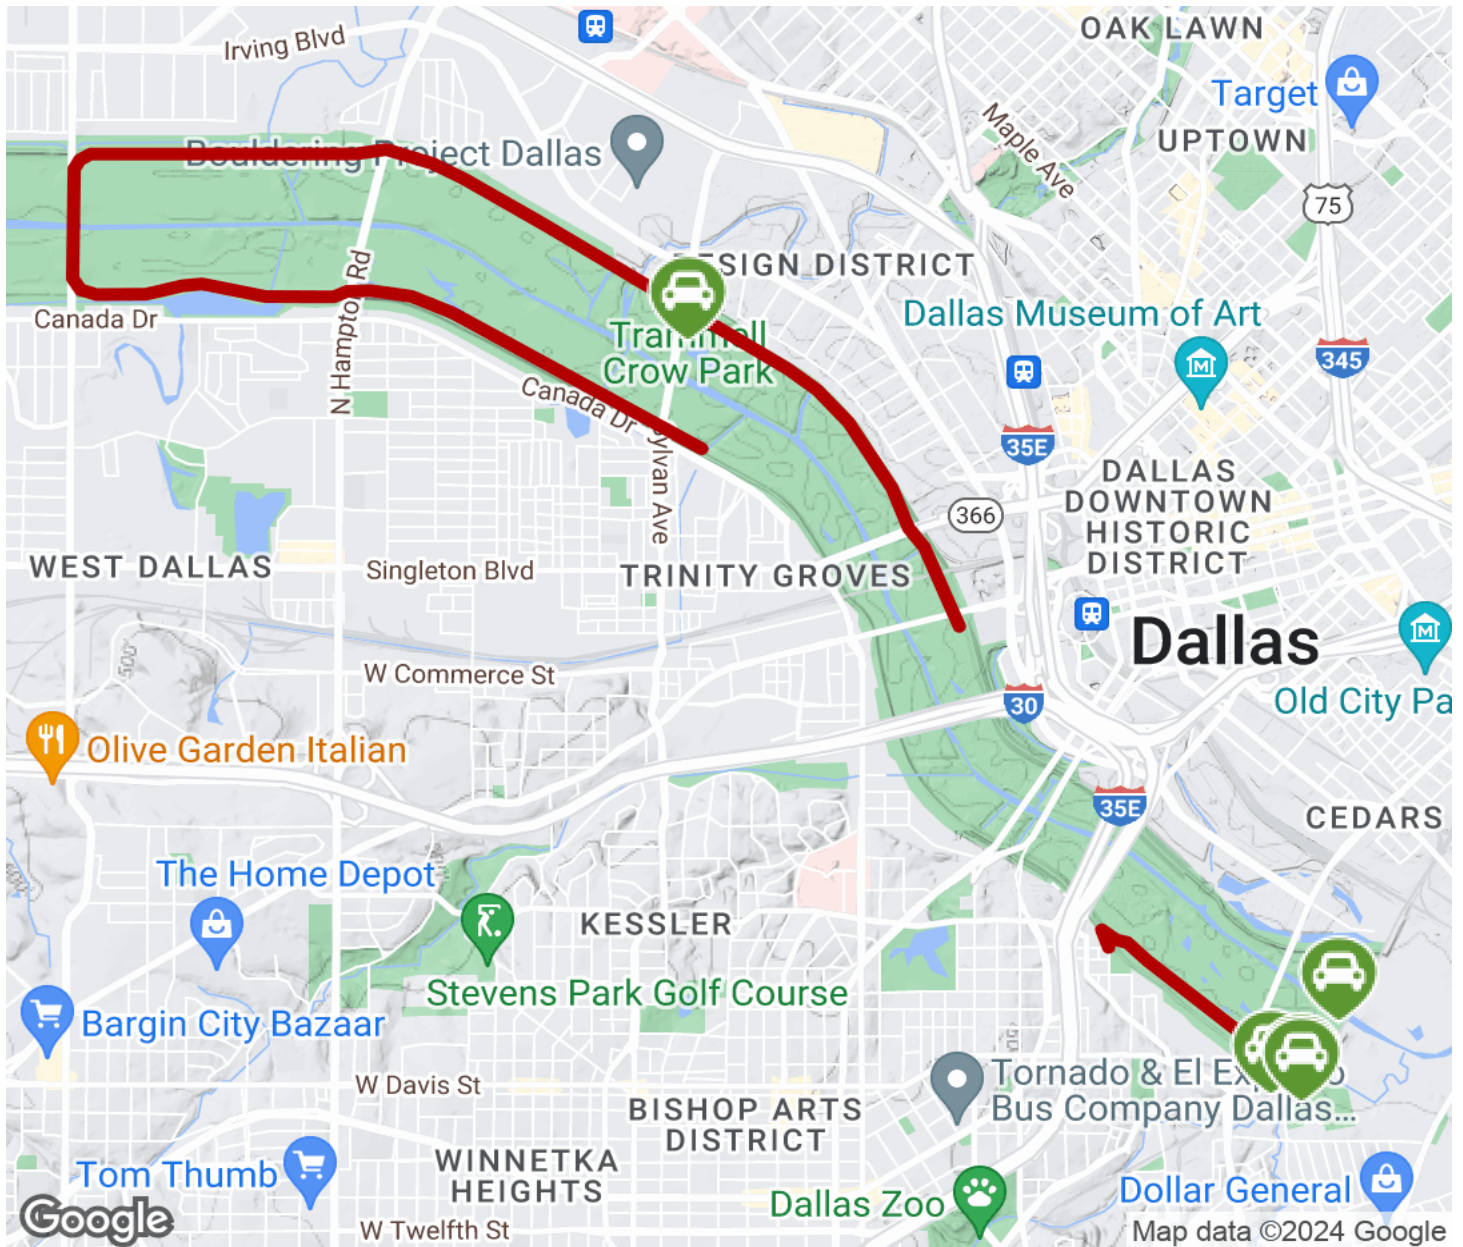 OAK LAWN
Irving Blvd
Target
Maple Ave
UPTOWN
Bouldering Project Dallas
75
DESIGN DISTRICT
N Hampton Rd
Canada Dr
Dallas Museum of Art
Trammell
Crow Park
345
Canada Dr
35E
Sylvan Ave
DALLAS
DOWNTOWN
HISTORIC
DISTRICT
366
WEST DALLAS
Singleton Blvd
TRINITY GROVES
500'
Dallas
W Commerce St
30
Old City Pa
Olive Garden Italian
35E
CEDARS
The Home Depot
KESSLER
Stevens Park Golf Course
Bargin City Bazaar
W Davis St
Tornado & El Ex
o
Bus Company Dallas...
BISHOP ARTS
DISTRICT
WINNETKA
HEIGHTS
Tom Thumb
Dallas Zoo
Dollar General
Google
W Twelfth St
Map data ©2024 Google